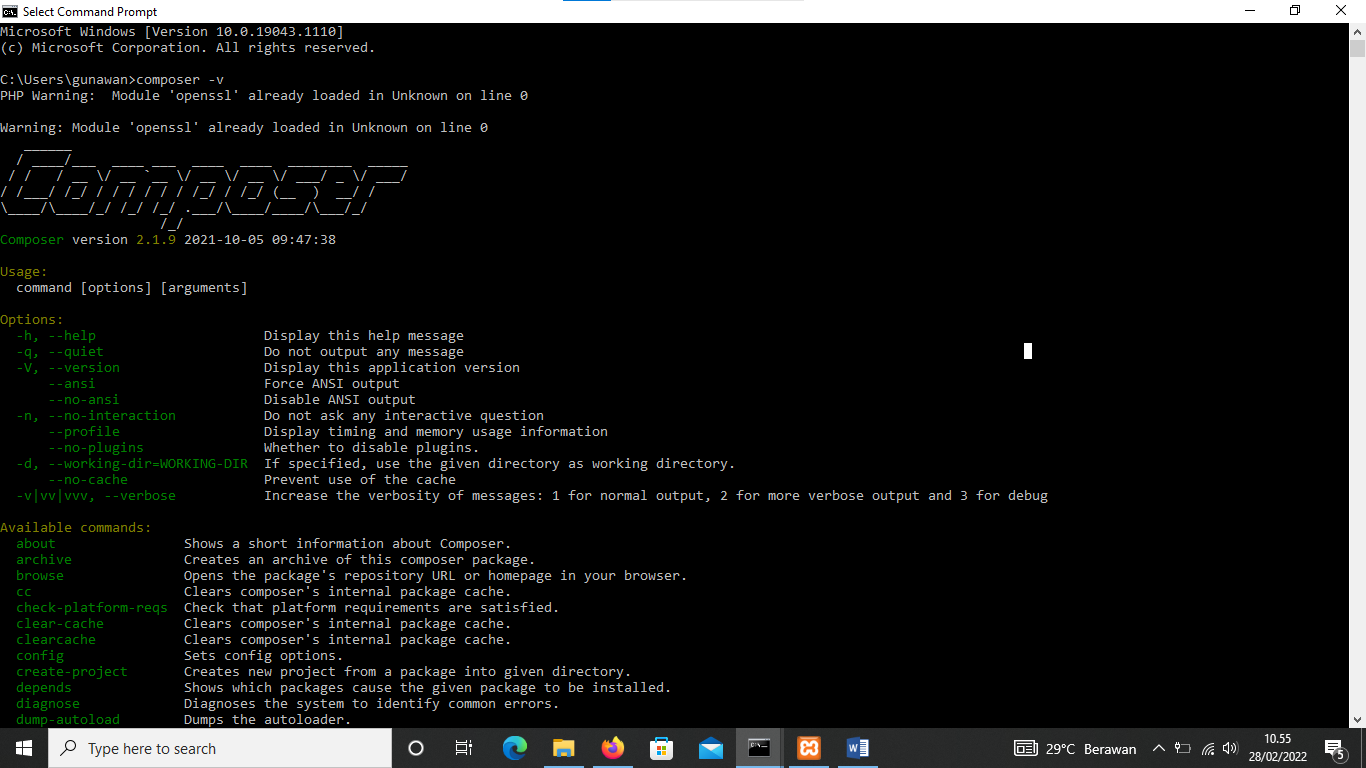 Select Command Prompt
Microsoft Windows [Version 10.0.19043.1110]
(c) Microsoft Corporation. All rights reserved.
C:\Users\gunawan>composer -v
PHP Warning:  Module 'openssl' already loaded in Unknown on line 0
Warning: Module 'openssl' already loaded in Unknown on line 0
Composer
Composer version 2.1.9 2021-10-05 09:47:38
Usage:
  command [options] [arguments]
Options:
  -h, --help                     Display this help message
  -q, --quiet                    Do not output any message
  -V, --version                  Display this application version
      --ansi                     Force ANSI output
      --no-ansi                  Disable ANSI output
  -n, --no-interaction           Do not ask any interactive question
      --profile                  Display timing and memory usage information
      --no-plugins               Whether to disable plugins.
  -d, --working-dir=WORKING-DIR  If specified, use the given directory as working directory.
      --no-cache                 Prevent use of the cache
  -v|vv|vvv, --verbose           Increase the verbosity of messages: 1 for normal output, 2 for more verbose output and 3 for debug
Available commands:
  about                Shows a short information about Composer.
  archive              Creates an archive of this composer package.
  browse               Opens the package's repository URL or homepage in your browser.
  cc                   Clears composer's internal package cache.
  check-platform-reqs  Check that platform requirements are satisfied.
  clear-cache          Clears composer's internal package cache.
  clearcache           Clears composer's internal package cache.
  config               Sets config options.
  create-project       Creates new project from a package into given directory.
  depends              Shows which packages cause the given package to be installed.
  diagnose             Diagnoses the system to identify common errors.
  dump-autoload        Dumps the autoloader.
Type here to search
29°C Berawan
10.55
28/02/2022
5